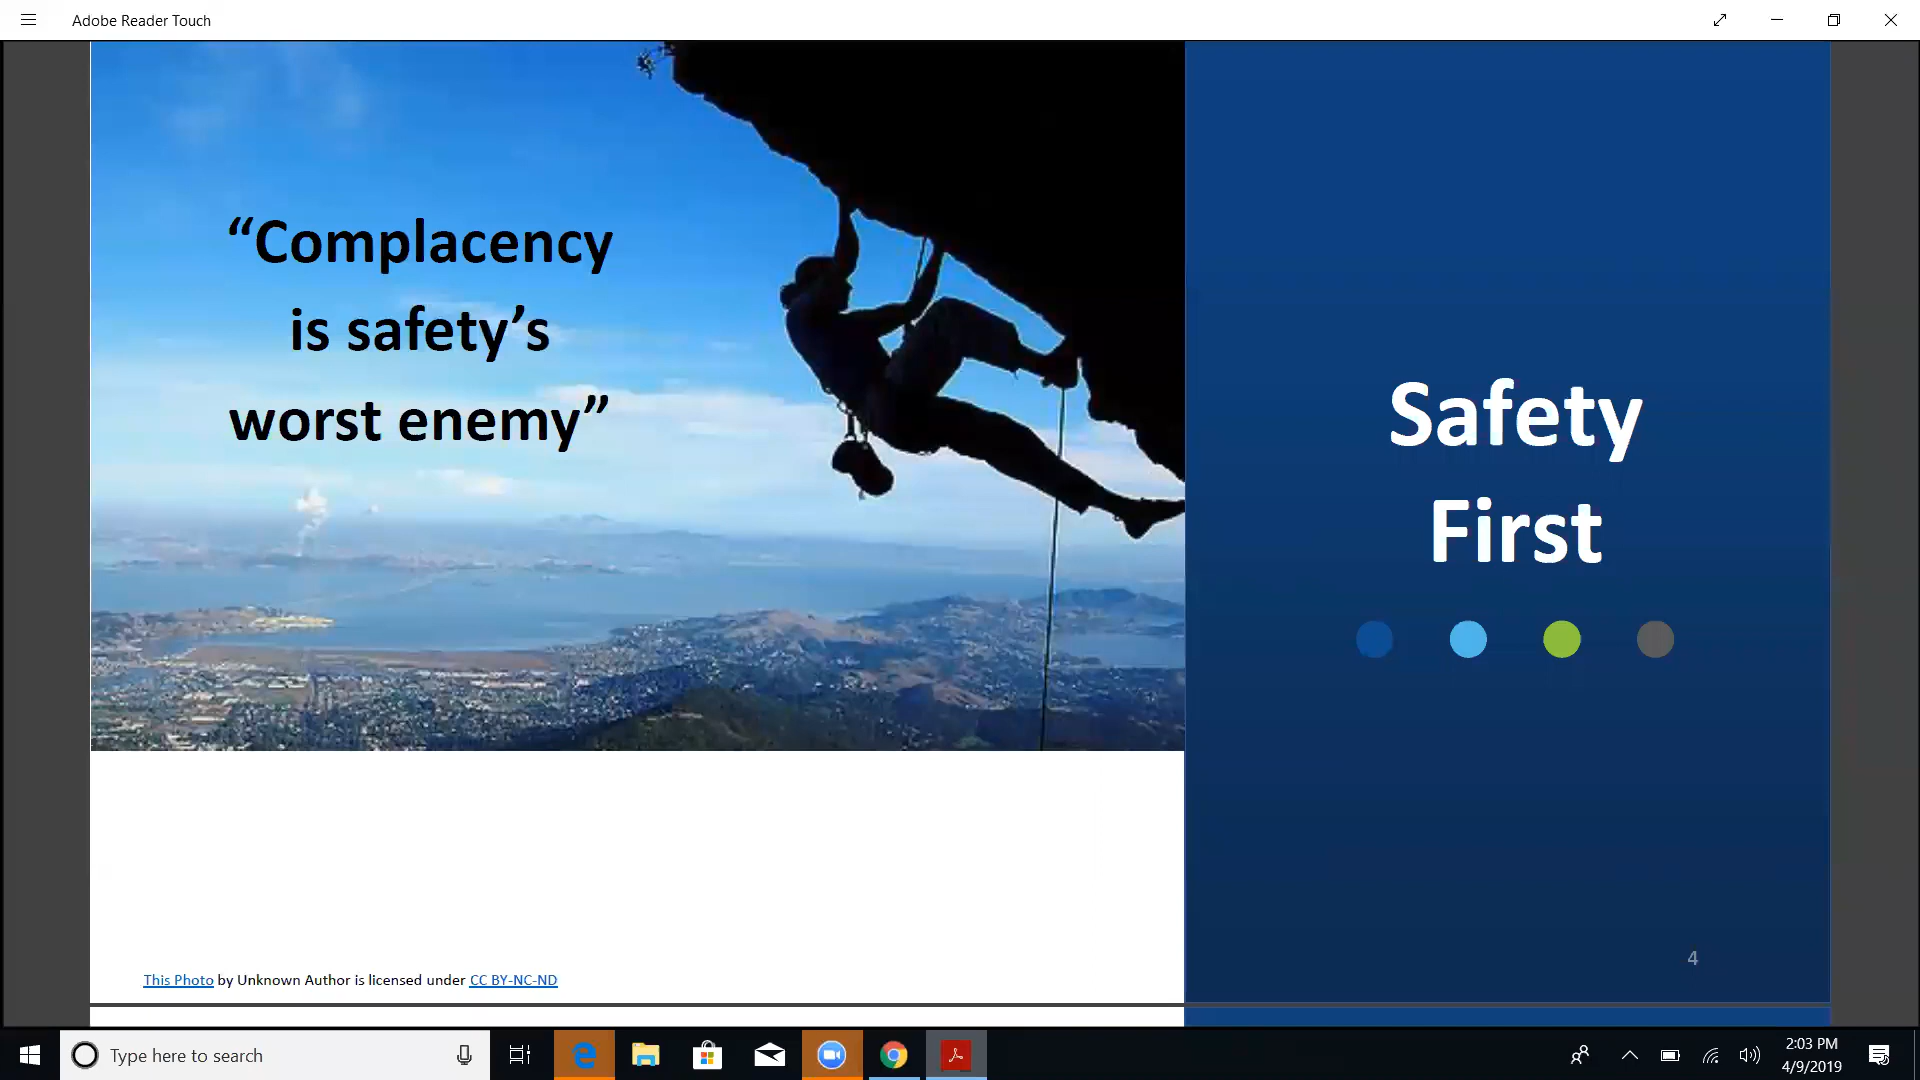 Adobe Reader Touch
“Complacency
is safety’s
worst enemy”
Safety
First
4
This Photo by Unknown Author is licensed under CC BY-NC-ND
Type here to search
2:03 PM
4/9/2019